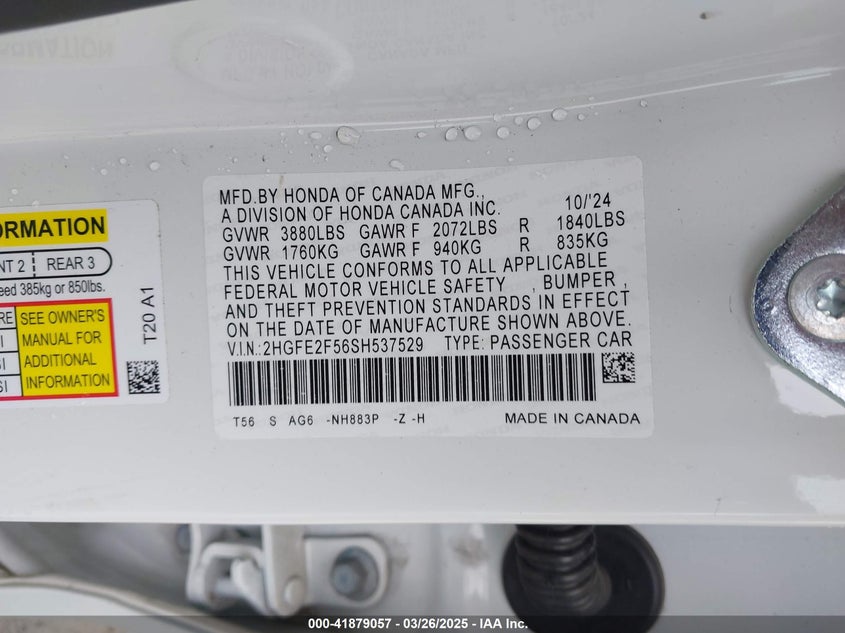 ORMATION
NT 2 REAR 3
eed 385kg or 850lbs.
RE SEE OWNER'S
MANUAL FOR
SI ADDITIONAL
SI INFORMATION
T20 A1
MFD.BY HONDA OF CANADA MFG.,
A DIVISION OF HONDA CANADA INC. 10/'24
GVWR 3880LBS GAWR F 2072LBS R 1840LBS
GVWR 1760KG GAWR F 940KG R 835KG
THIS VEHICLE CONFORMS TO ALL APPLICABLE
FEDERAL MOTOR VEHICLE SAFETY , BUMPER ,
AND THEFT PREVENTION STANDARDS IN EFFECT
ON THE DATE OF MANUFACTURE SHOWN ABOVE.
V.I.N.:2HGFE2F56SH537529 TYPE: PASSENGER CAR
T56 S AG6 -NH883P -Z -H MADE IN CANADA
000-41879057 - 03/26/2025 - IAA Inc.